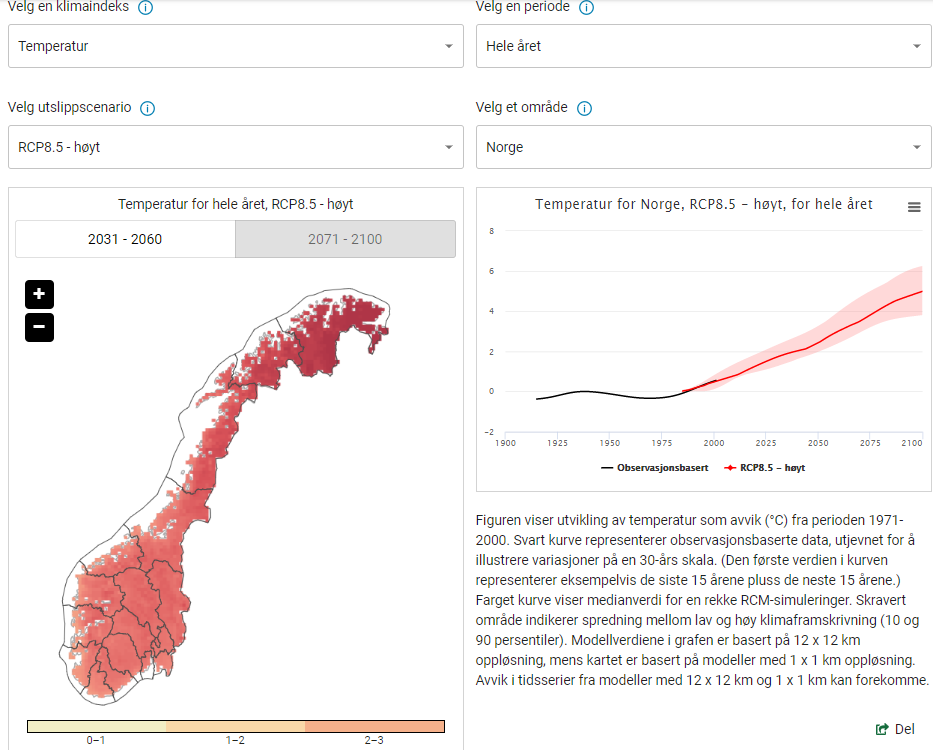 Velg en klimaindeks
Velg en periode
Temperatur
Hele året
Velg utslippscenario
Velg et område
RCP8.5 - høyt
Norge
Temperatur for hele året, RCP8.5 - høyt
2031 - 2060
2071 - 2100
+
−
0–1
1–2
2–3
Temperatur for Norge, RCP8.5 – høyt, for hele året
8
6
4
2
0
−2
1900
1925
1950
1975
2000
2025
2050
2075
2100
Observasjonsbasert
RCP8.5 – høyt
Figuren viser utvikling av temperatur som avvik (°C) fra perioden 1971-
2000. Svart kurve representerer observasjonsbaserte data, utjevnet for å
illustrere variasjoner på en 30-års skala. (Den første verdien i kurven
representerer eksempelvis de siste 15 årene pluss de neste 15 årene.)
Farget kurve viser medianverdi for en rekke RCM-simuleringer. Skravert
område indikerer spredning mellom lav og høy klimaframskrivning (10 og
90 persentiler). Modellverdiene i grafen er basert på 12 x 12 km
oppløsning, mens kartet er basert på modeller med 1 x 1 km oppløsning.
Avvik i tidsserier fra modeller med 12 x 12 km og 1 x 1 km kan forekomme.
Del